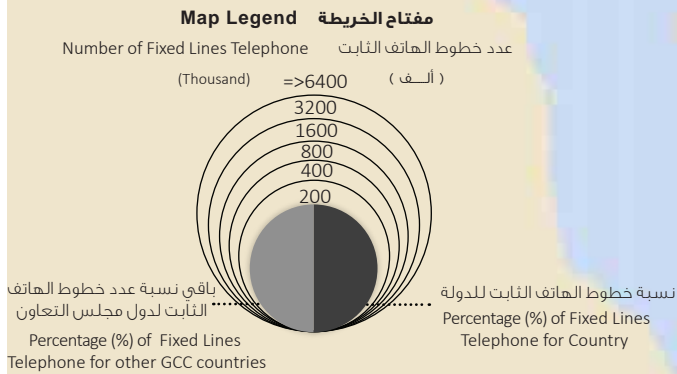 Map Legend مفتاح الخريطة
Number of Fixed Lines Telephone عدد خطوط الهاتف الثابت
(Thousand) =>6400 ( ألــف )
3200
1600
800
400
200
باقي نسبة عدد خطوط الهاتف
الثابت لدول مجلس التعاون
Percentage (%) of Fixed Lines
Telephone for other GCC countries
نسبة خطوط الهاتف الثابت للدولة
Percentage (%) of Fixed Lines
Telephone for Country